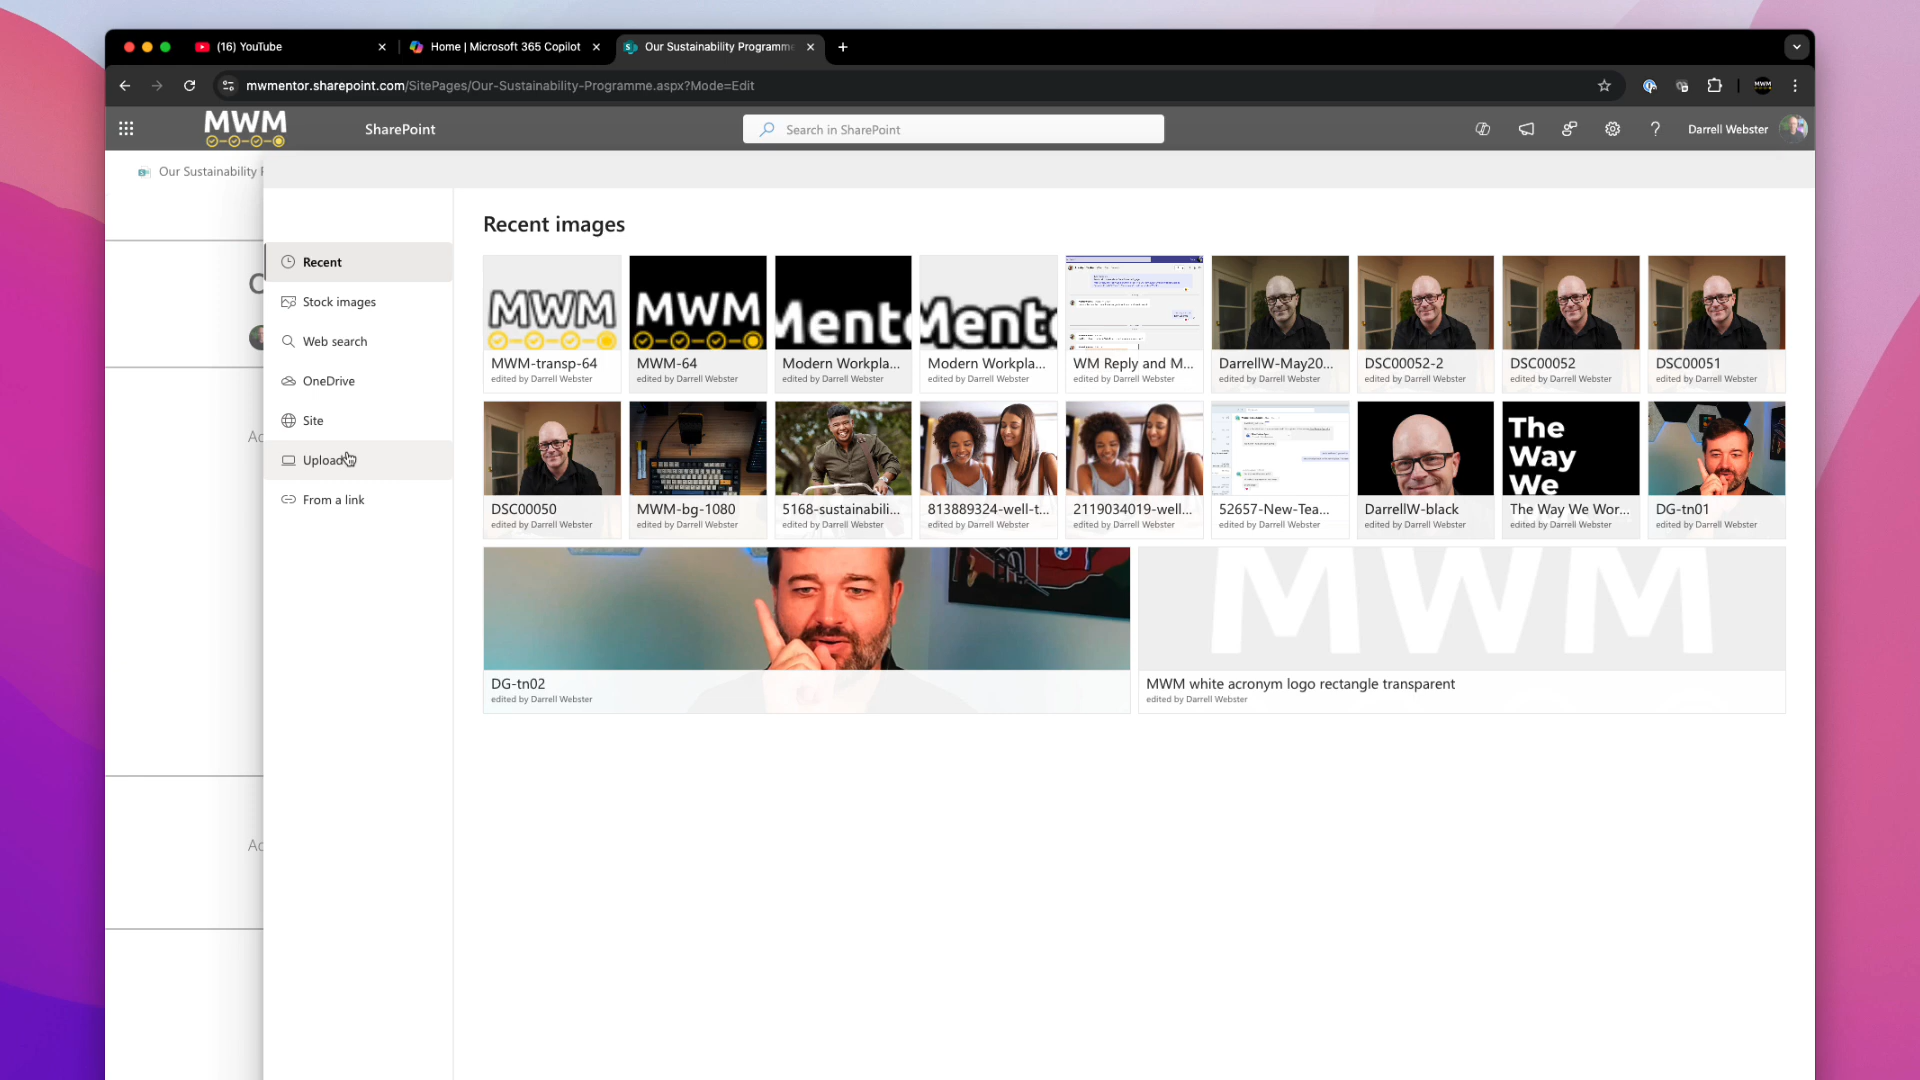 (16) YouTube
Home | Microsoft 365 Copilot
Our Sustainability Programme
mwmentor.sharepoint.com/SitePages/Our-Sustainability-Programme.aspx?Mode=Edit
MWM
SharePoint
Search in SharePoint
Darrell Webster
Our Sustainability P
Recent images
Recent
Stock images
Web search
OneDrive
Site
Upload
From a link
MWM
MWM
Mento
Mento
MWM-transp-64
edited by Darrell Webster
MWM-64
edited by Darrell Webster
Modern Workpla...
edited by Darrell Webster
Modern Workpla...
edited by Darrell Webster
WM Reply and M...
edited by Darrell Webster
DarrellW-May20...
edited by Darrell Webster
DSC00052-2
edited by Darrell Webster
DSC00052
edited by Darrell Webster
DSC00051
edited by Darrell Webster
The
Way
We
DSC00050
edited by Darrell Webster
MWM-bg-1080
edited by Darrell Webster
5168-sustainabili...
edited by Darrell Webster
813889324-well-t...
edited by Darrell Webster
2119034019-well...
edited by Darrell Webster
52657-New-Tea...
edited by Darrell Webster
DarrellW-black
edited by Darrell Webster
The Way We Wor...
edited by Darrell Webster
DG-tn01
edited by Darrell Webster
MWM
DG-tn02
edited by Darrell Webster
MWM white acronym logo rectangle transparent
edited by Darrell Webster